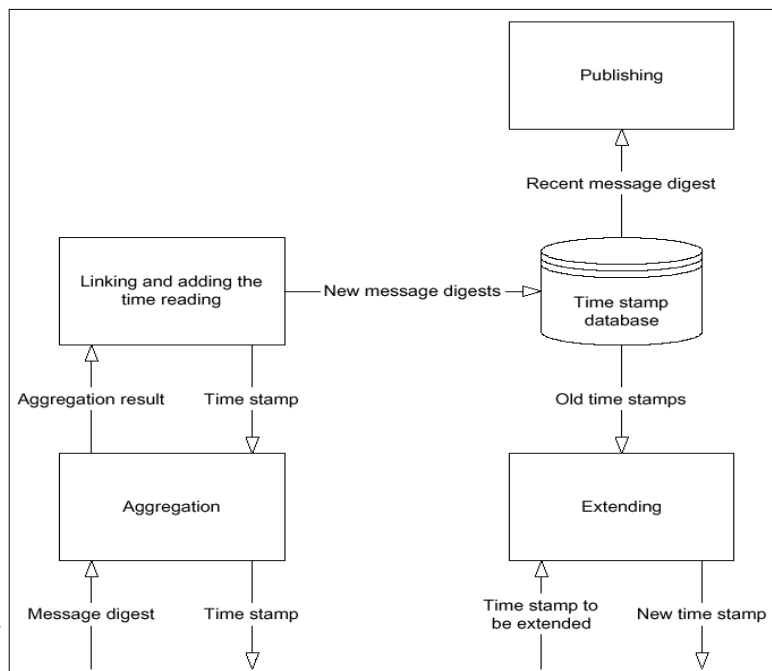 Publishing
Recent message digest
Linking and adding the
time reading
New message digests
Time stamp
database
Aggregation result
Time stamp
Old time stamps
Aggregation
Extending
Message digest
Time stamp
Time stamp to
be extended
New time stamp